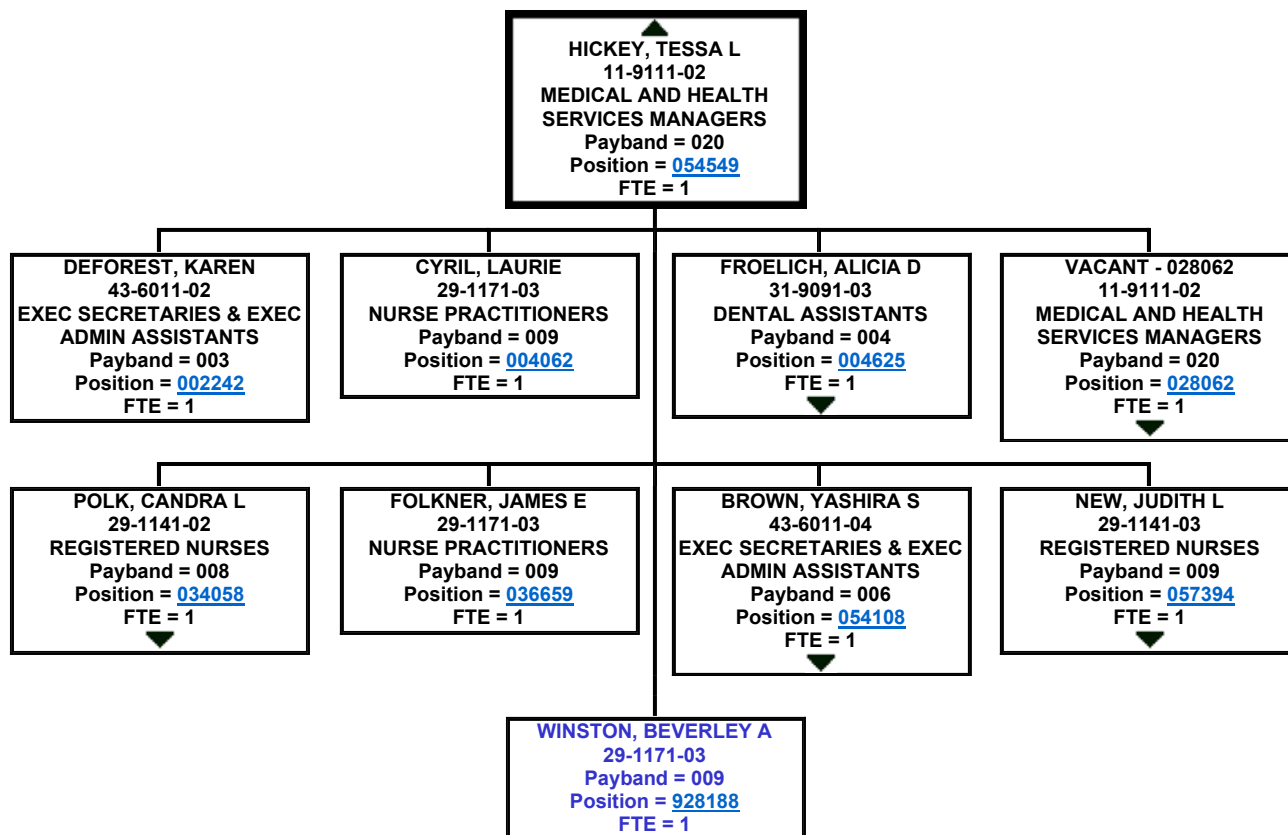 HICKEY, TESSA L
11-9111-02
MEDICAL AND HEALTH
SERVICES MANAGERS
Payband = 020
Position = 054549
FTE = 1
DEFOREST, KAREN
43-6011-02
EXEC SECRETARIES & EXEC
ADMIN ASSISTANTS
Payband = 003
Position = 002242
FTE = 1
CYRIL, LAURIE
29-1171-03
NURSE PRACTITIONERS
Payband = 009
Position = 004062
FTE = 1
FROELICH, ALICIA D
31-9091-03
DENTAL ASSISTANTS
Payband = 004
Position = 004625
FTE = 1
VACANT - 028062
11-9111-02
MEDICAL AND HEALTH
SERVICES MANAGERS
Payband = 020
Position = 028062
FTE = 1
POLK, CANDRA L
29-1141-02
REGISTERED NURSES
Payband = 008
Position = 034058
FTE = 1
FOLKNER, JAMES E
29-1171-03
NURSE PRACTITIONERS
Payband = 009
Position = 036659
FTE = 1
BROWN, YASHIRA S
43-6011-04
EXEC SECRETARIES & EXEC
ADMIN ASSISTANTS
Payband = 006
Position = 054108
FTE = 1
NEW, JUDITH L
29-1141-03
REGISTERED NURSES
Payband = 009
Position = 057394
FTE = 1
WINSTON, BEVERLEY A
29-1171-03
Payband = 009
Position = 928188
FTE = 1